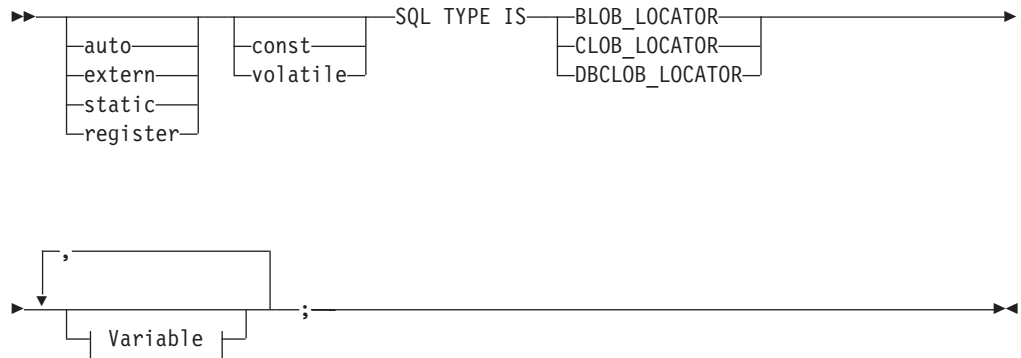 SQL TYPE IS BLOB_LOCATOR
auto const CLOB_LOCATOR
extern volatile DBCLOB_LOCATOR
static
register
,
;
Variable